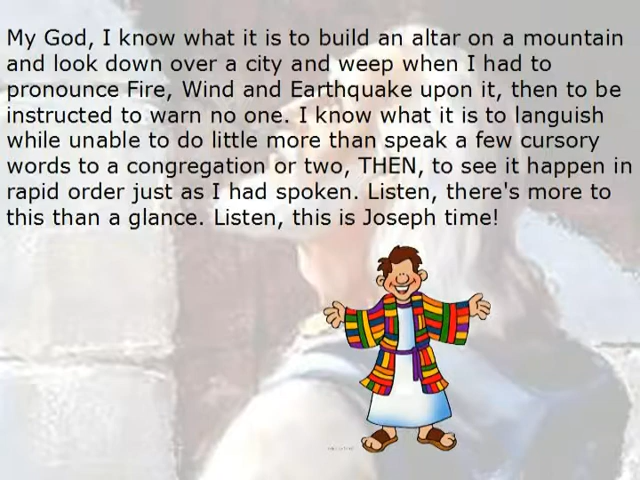 My God, I know what it is to build an altar on a mountain
and look down over a city and weep when I had to
pronounce Fire, Wind and Earthquake upon it, then to be
instructed to warn no one. I know what it is to languish
while unable to do little more than speak a few cursory
words to a congregation or two, THEN, to see it happen in
rapid order just as I had spoken. Listen, there's more to
this than a glance. Listen, this is Joseph time!